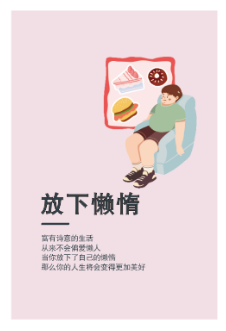 放下懒惰
富有诗意的生活
从来不会偏爱懒人
当你放下了自己的懒惰
那么你的人生将会变得更加美好